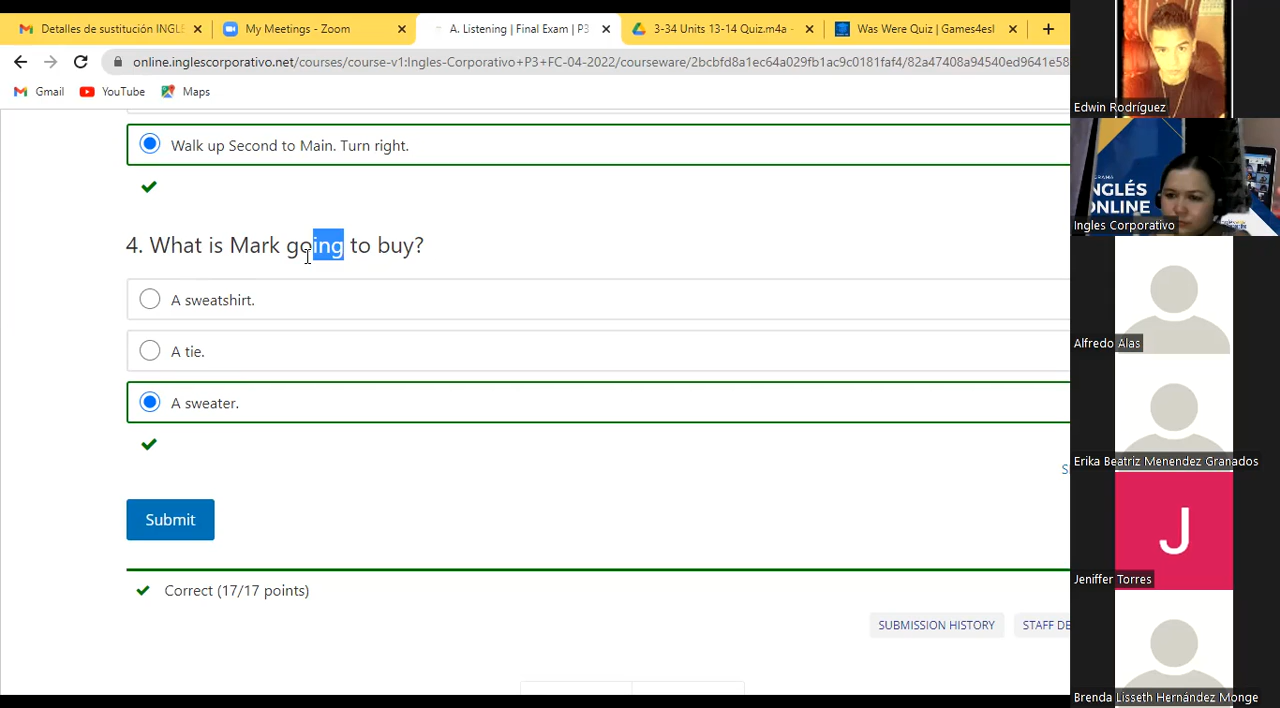 Detalles de sustitución INGLE
My Meetings - Zoom
A. Listening | Final Exam | P3
3-34 Units 13-14 Quiz.m4a -
Was Were Quiz | Games4esl
online.inglescorporativo.net/courses/course-v1:Ingles-Corporativo+P3+FC-04-2022/courseware/2bcbfd8a1ec64a029fb1ac9c0181faf4/82a47408a94540ed9641e58
Gmail
YouTube
Maps
Walk up Second to Main. Turn right.
4. What is Mark going to buy?
A sweatshirt.
A tie.
A sweater.
S
Submit
Correct (17/17 points)
SUBMISSION HISTORY
STAFF DE
Edwin Rodríguez
INGLÉS
ONLINE
Ingles Corporativo
Alfredo Alas
Erika Beatriz Menendez Granados
J
Jeniffer Torres
Brenda Lisseth Hernández Monge